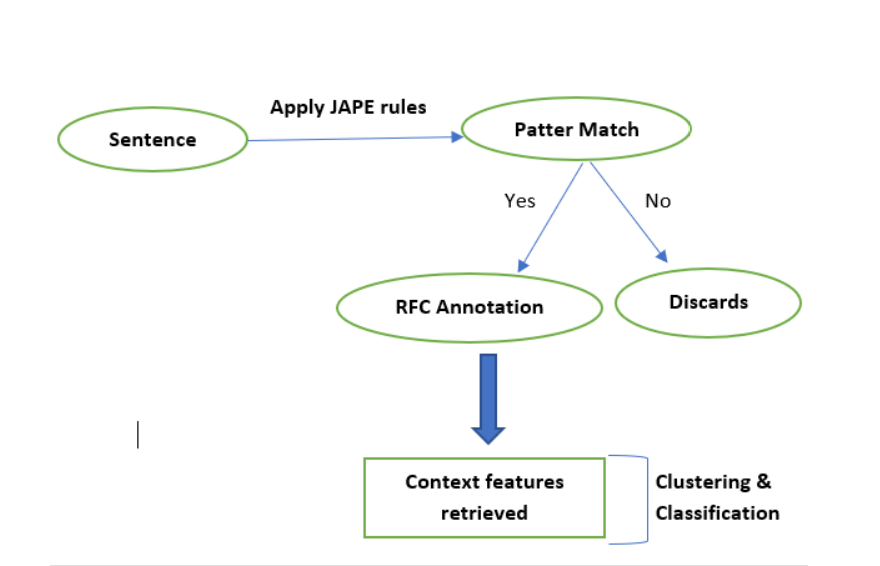 Apply JAPE rules
Sentence
Patter Match
Yes
No
RFC Annotation
Discards
Context features
retrieved
Clustering &
Classification